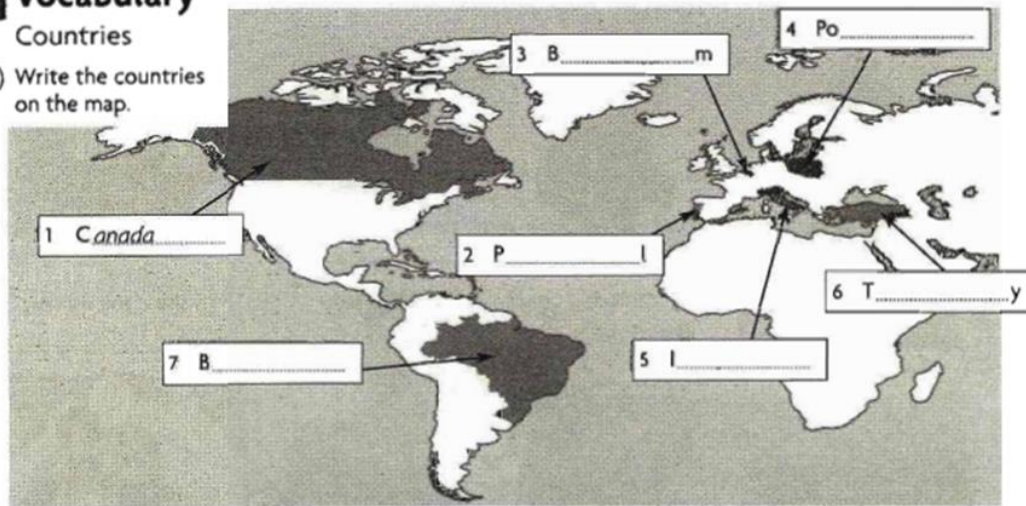 Vocabulary
Countries
Write the countries
on the map.
4 Po
3 B m
1 Canada
2 P l
6 T y
5 I
7 B